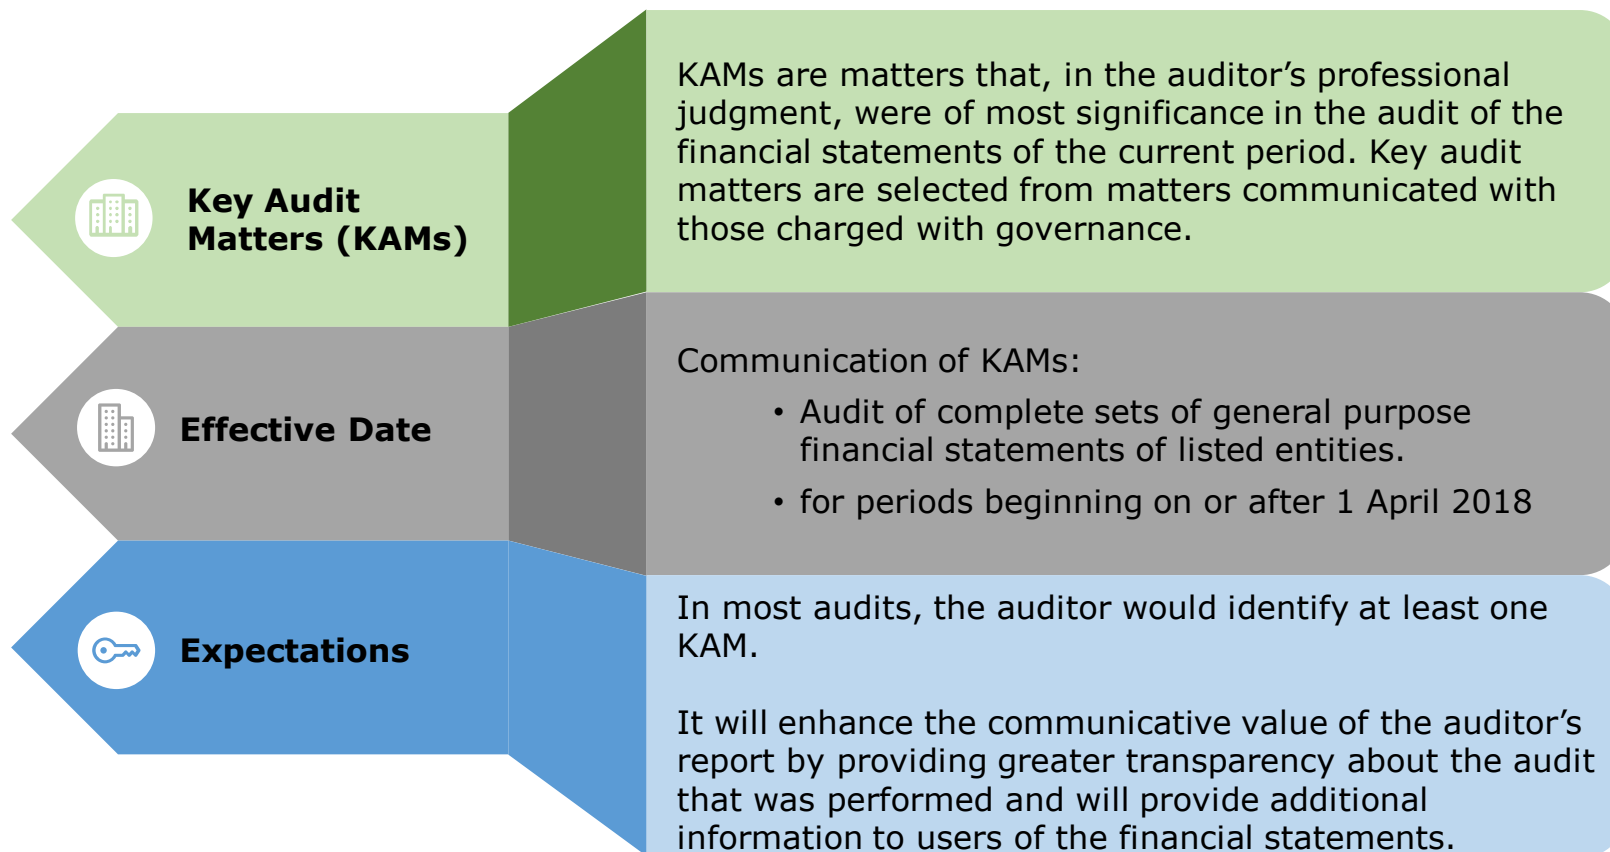 Key Audit
Matters (KAMs)
KAMs are matters that, in the auditor’s professional
judgment, were of most significance in the audit of the
financial statements of the current period. Key audit
matters are selected from matters communicated with
those charged with governance.
Effective Date
Communication of KAMs:
• Audit of complete sets of general purpose
financial statements of listed entities.
• for periods beginning on or after 1 April 2018
Expectations
In most audits, the auditor would identify at least one
KAM.
It will enhance the communicative value of the auditor’s
report by providing greater transparency about the audit
that was performed and will provide additional
information to users of the financial statements.